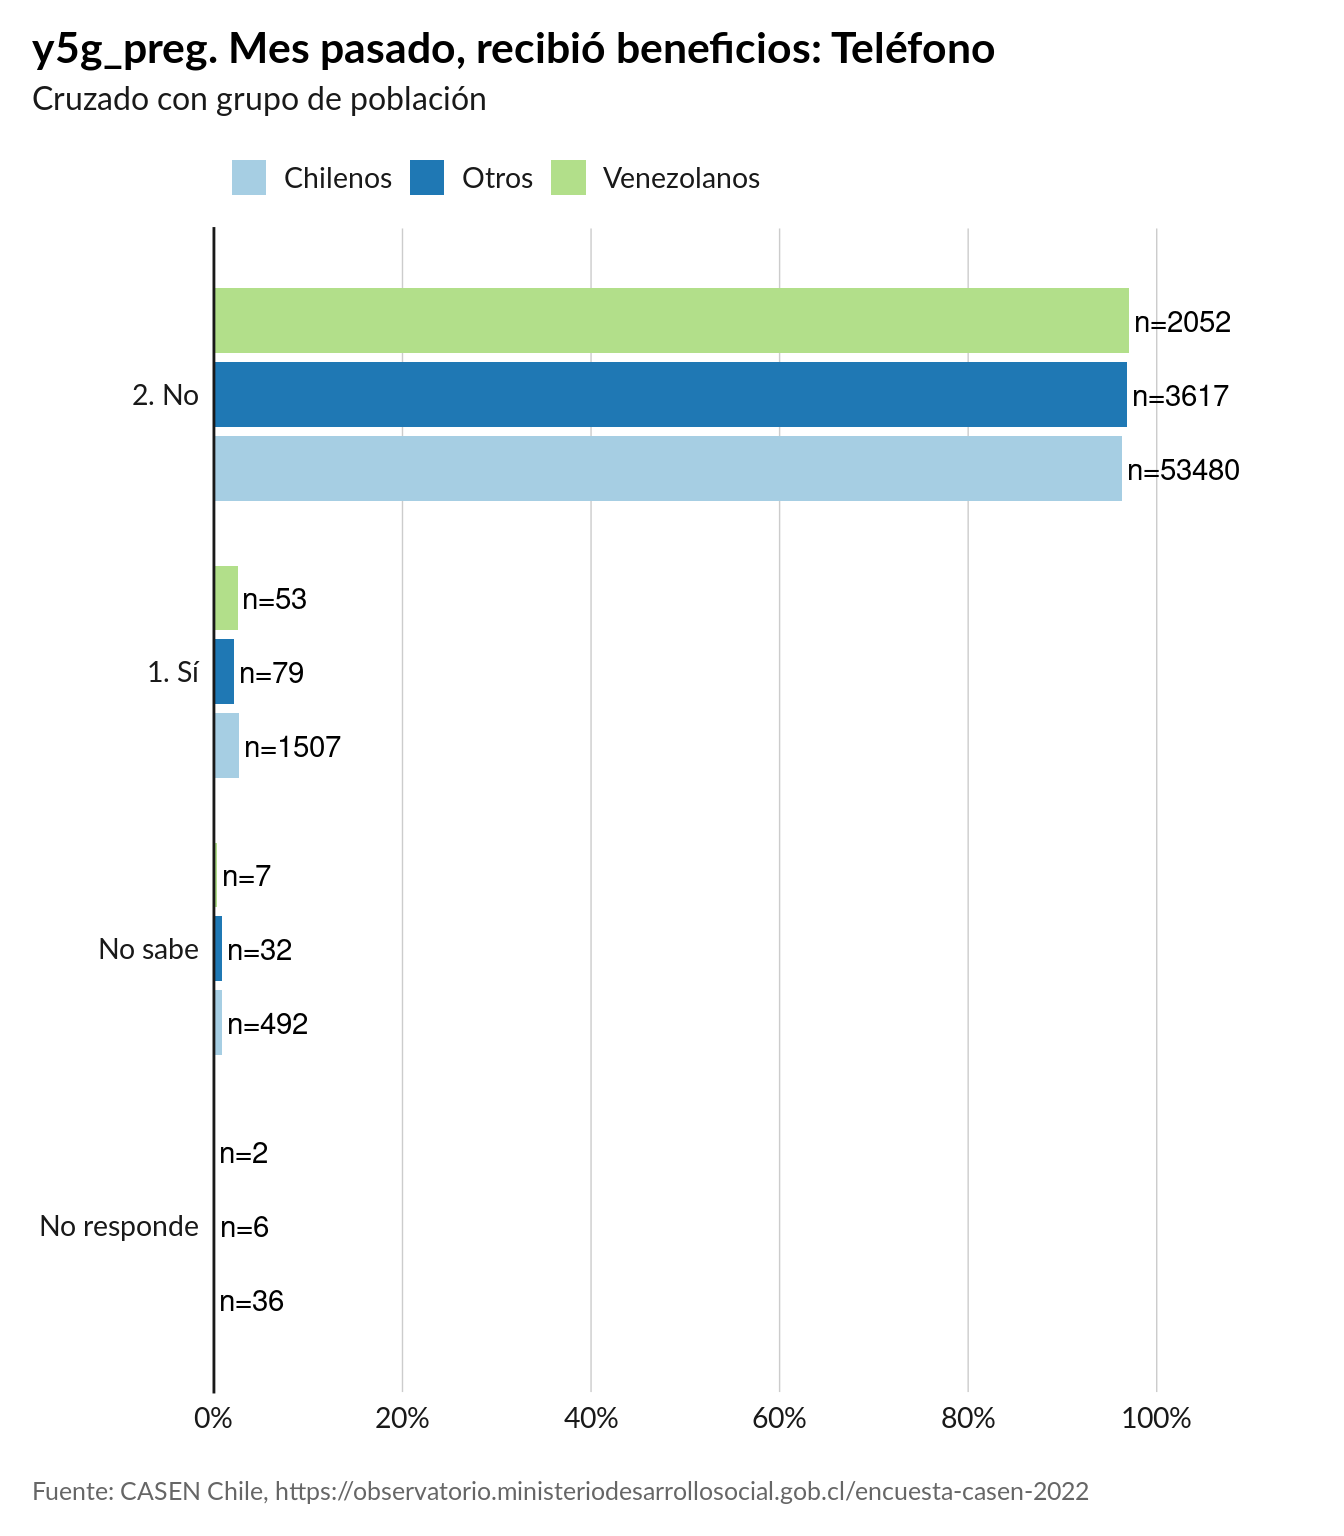 y5g_preg. Mes pasado, recibió beneficios: Teléfono
Cruzado con grupo de población
Chilenos Otros Venezolanos
n=2052
2. No n=3617
n=53480
n=53
1. Sí n=79
n=1507
n=7
No sabe n=32
n=492
n=2
No responde n=6
n=36
0% 20% 40% 60% 80% 100%
Fuente: CASEN Chile, https://observatorio.ministeriodesarrollosocial.gob.cl/encuesta-casen-2022